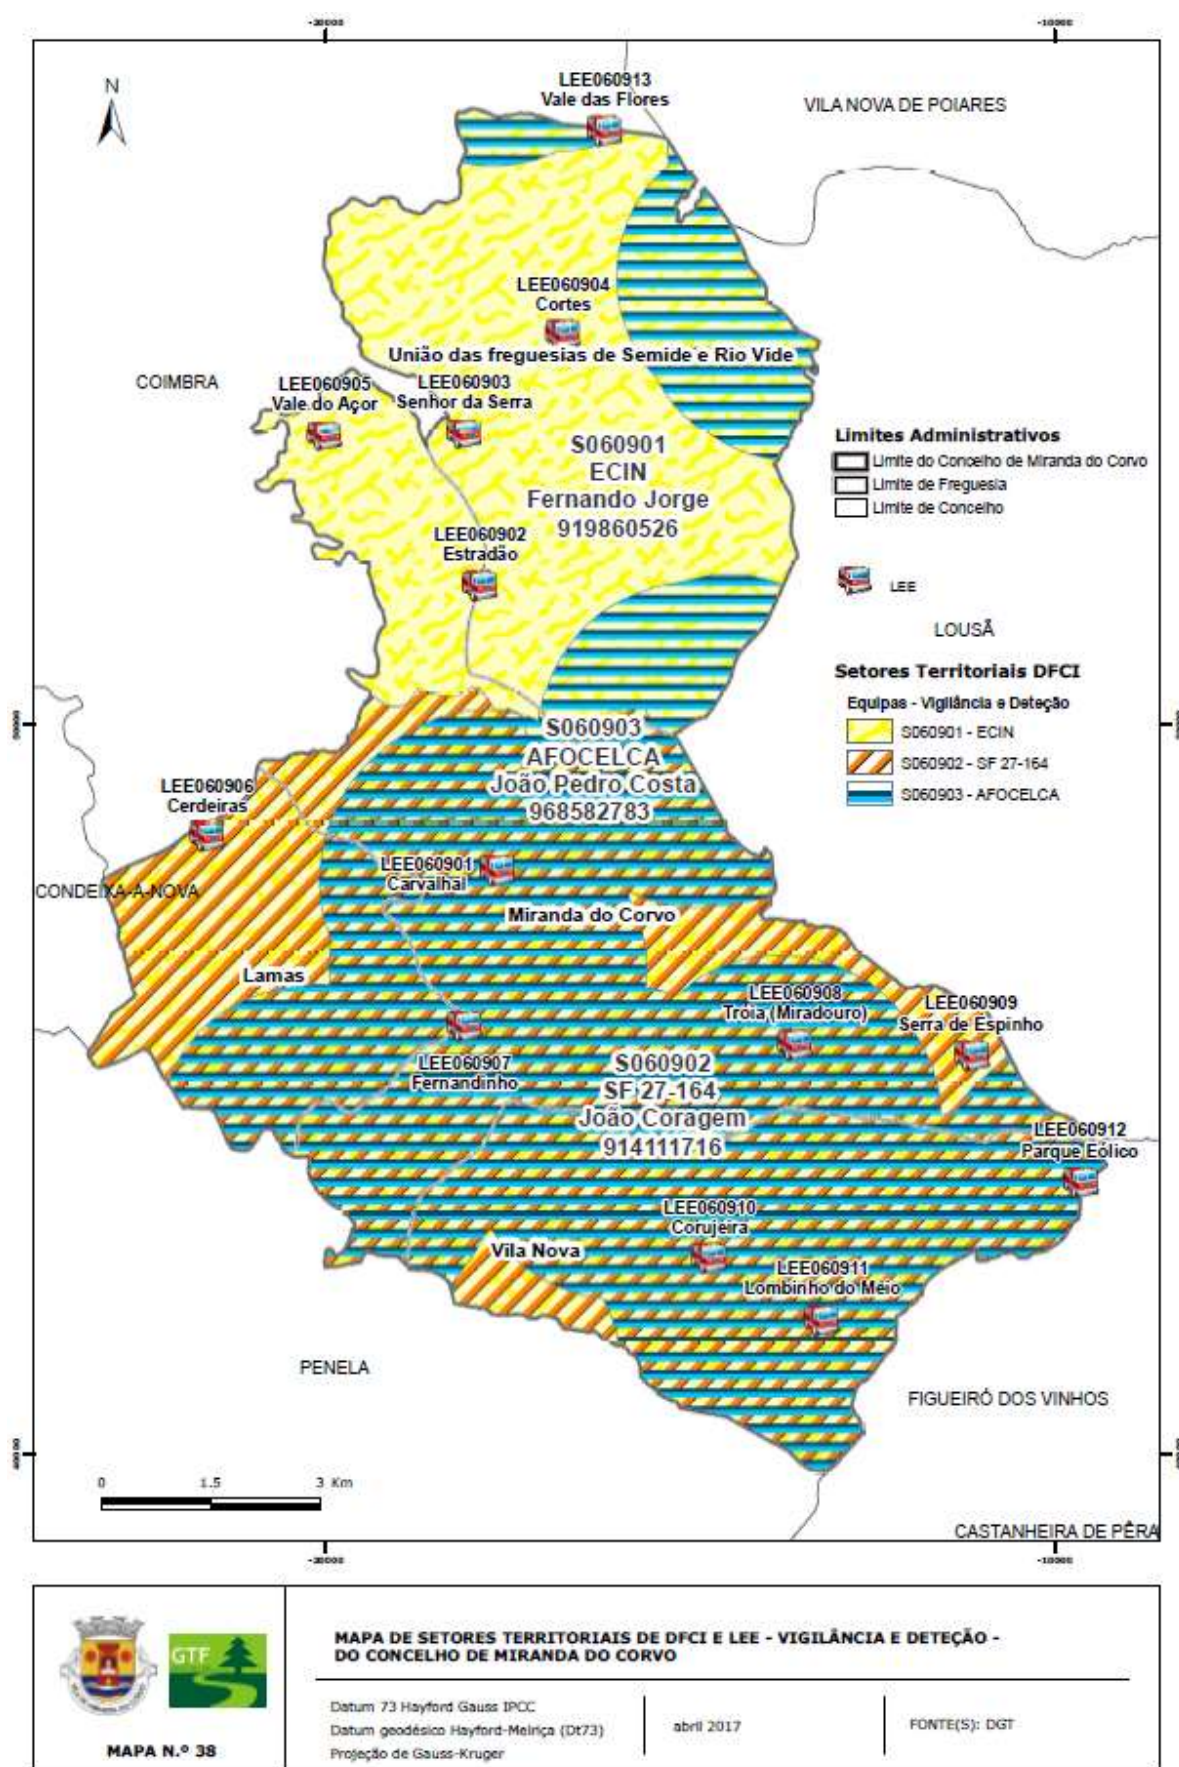 -20000
-10000
N
LEE060913
Vale das Flores
VILA NOVA DE POIARES
LEE060904
Cortes
União das freguesias de Semide e Rio Vide
COIMBRA
LEE060905
Vale do Açor
LEE060903
Senhor da Serra
S060901
ECIN
Fernando Jorge
919860526
LEE060902
Estradão
Limites Administrativos
Limite do Concelho de Miranda do Corvo
Limite de Freguesia
Limite de Concelho
LEE
LOUSÃ
Setores Territoriais DFCI
Equipas - Vigilância e Deteção
S060901 - ECIN
S060902 - SF 27-164
S060903 - AFOCELCA
S060903
AFOCELCA
João Pedro Costa
968582783
LEE060906
Cerdeiras
CONDEIXA-A-NOVA
LEE060901
Carvalhal
Miranda do Corvo
Lamas
LEE060908
Tróia (Miradouro)
LEE060909
Serra de Espinho
LEE060907
Fernandinho
S060902
SF 27-164
João Coragem
914111716
LEE060912
Parque Eólico
LEE060910
Corujeira
Vila Nova
LEE060911
Lombinho do Meio
PENELA
FIGUEIRÓ DOS VINHOS
0 1.5 3 Km
CASTANHEIRA DE PÊRA
-20000
-10000
GTF
MAPA N.º 38
MAPA DE SETORES TERRITORIAIS DE DFCI E LEE - VIGILÂNCIA E DETEÇÃO -
DO CONCELHO DE MIRANDA DO CORVO
Datum 73 Hayford Gauss IPCC
Datum geodésico Hayford-Melriça (Dt73)
Projeção de Gauss-Kruger
abril 2017
FONTE(S): DGT